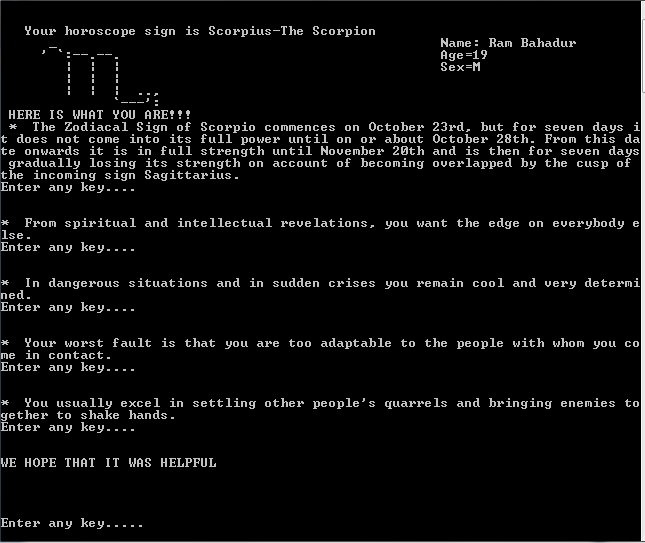 Your horoscope sign is Scorpius-The Scorpion
Name: Ram Bahadur
Age=19
Sex=M
HERE IS WHAT YOU ARE!!!
*  The Zodiacal Sign of Scorpio commences on October 23rd, but for seven days i
t does not come into its full power until on or about October 28th. From this da
te onwards it is in full strength until November 20th and is then for seven days
gradually losing its strength on account of becoming overlapped by the cusp of
the incoming sign Sagittarius.
Enter any key....
*  From spiritual and intellectual revelations, you want the edge on everybody e
lse.
Enter any key....
*  In dangerous situations and in sudden crises you remain cool and very determi
ned.
Enter any key....
*  Your worst fault is that you are too adaptable to the people with whom you co
me in contact.
Enter any key....
*  You usually excel in settling other people's quarrels and bringing enemies to
gether to shake hands.
Enter any key....
WE HOPE THAT IT WAS HELPFUL
Enter any key.....